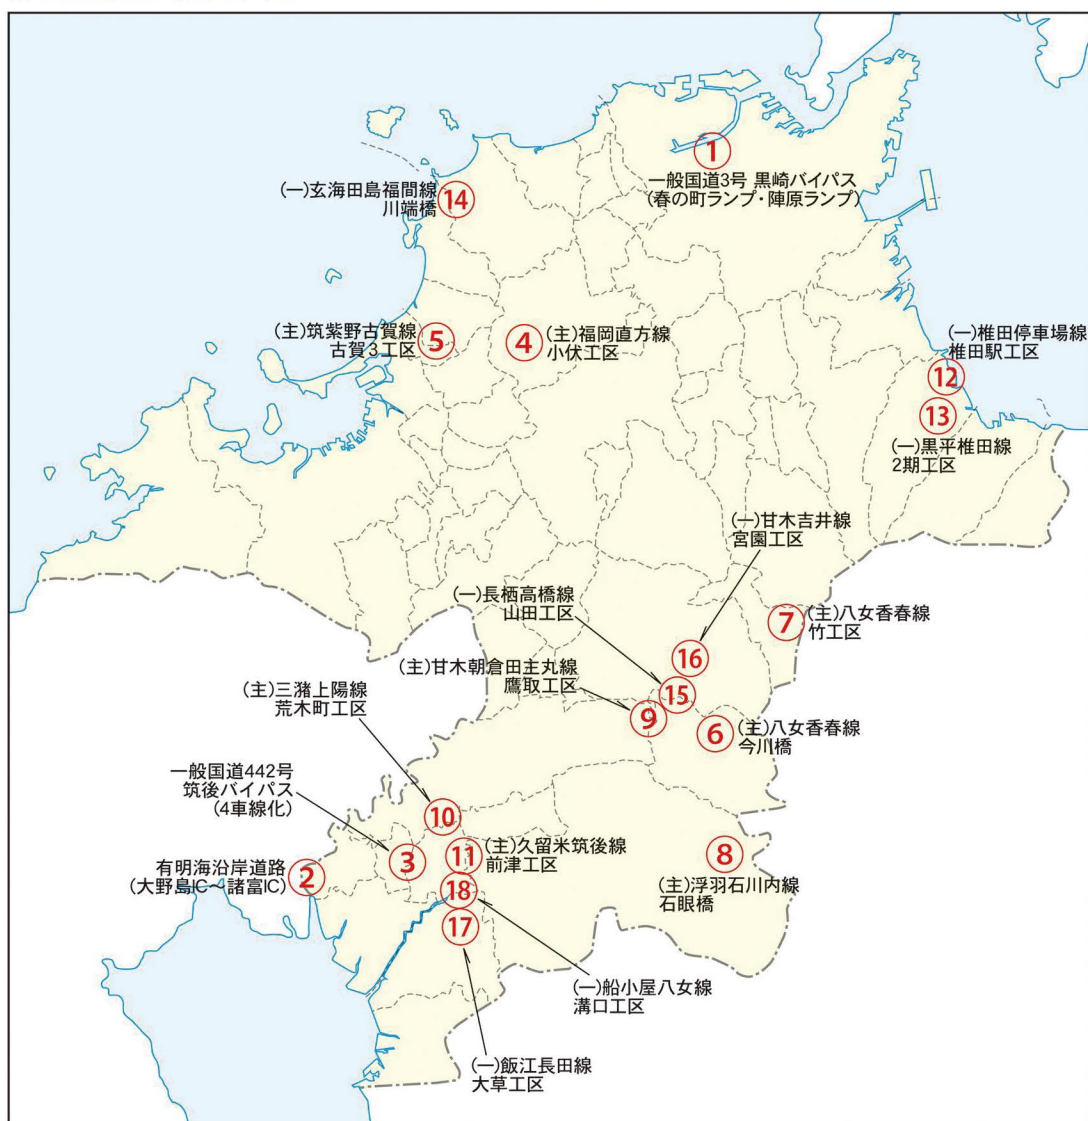 1
一般国道3号 黒崎バイパス
(春の町ランプ・陣原ランプ)
(一)玄海田島福間線
川端橋
14
(主)筑紫野古賀線
古賀3工区
5
4
(主)福岡直方線
小伏工区
(一)椎田停車場線
椎田駅工区
12
13
(一)黒平椎田線
2期工区
(一)甘木吉井線
宮園工区
16
(一)長栖高橋線
山田工区
15
7
(主)八女香春線
竹工区
(主)甘木朝倉田主丸線
鷹取工区
9
6
(主)八女香春線
今川橋
(主)三潴上陽線
荒木町工区
10
一般国道442号
筑後バイパス
(4車線化)
3
11
(主)久留米筑後線
前津工区
8
(主)浮羽石川内線
石眼橋
有明海沿岸道路
(大野島IC~諸富IC)
2
18
(一)船小屋八女線
溝口工区
17
(一)飯江長田線
大草工区